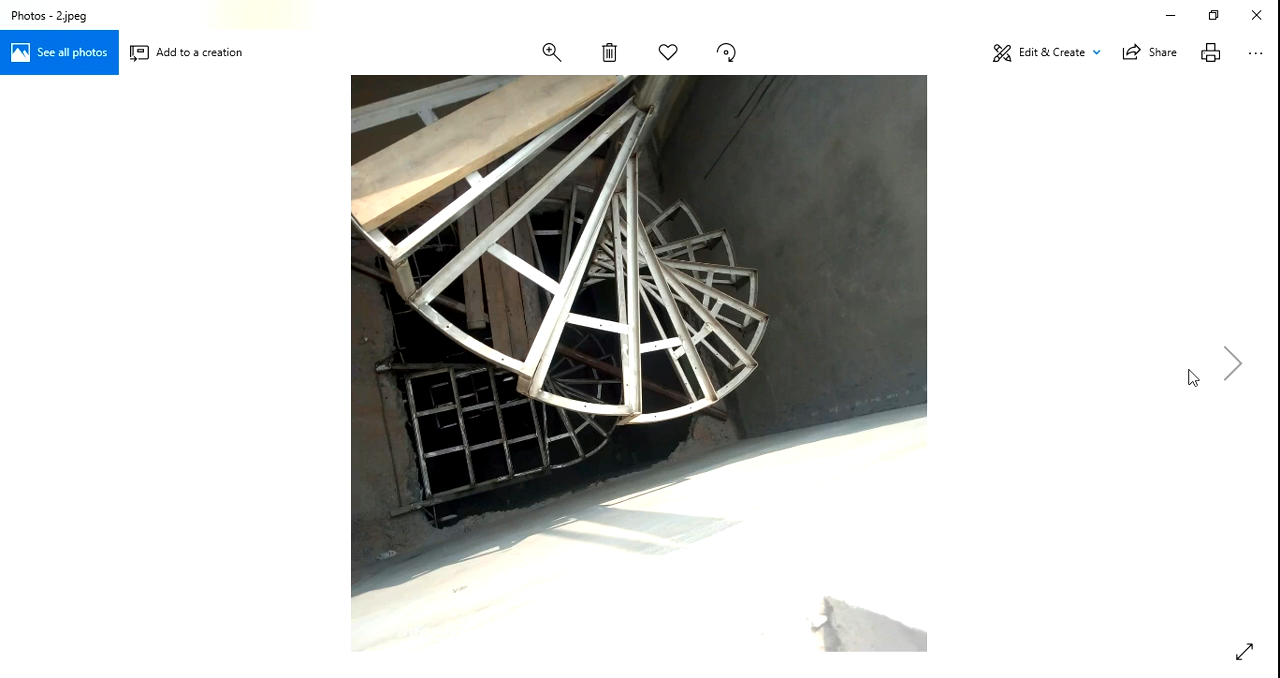 Photos - 2.jpeg
See all photos
Add to a creation
Edit & Create
Share